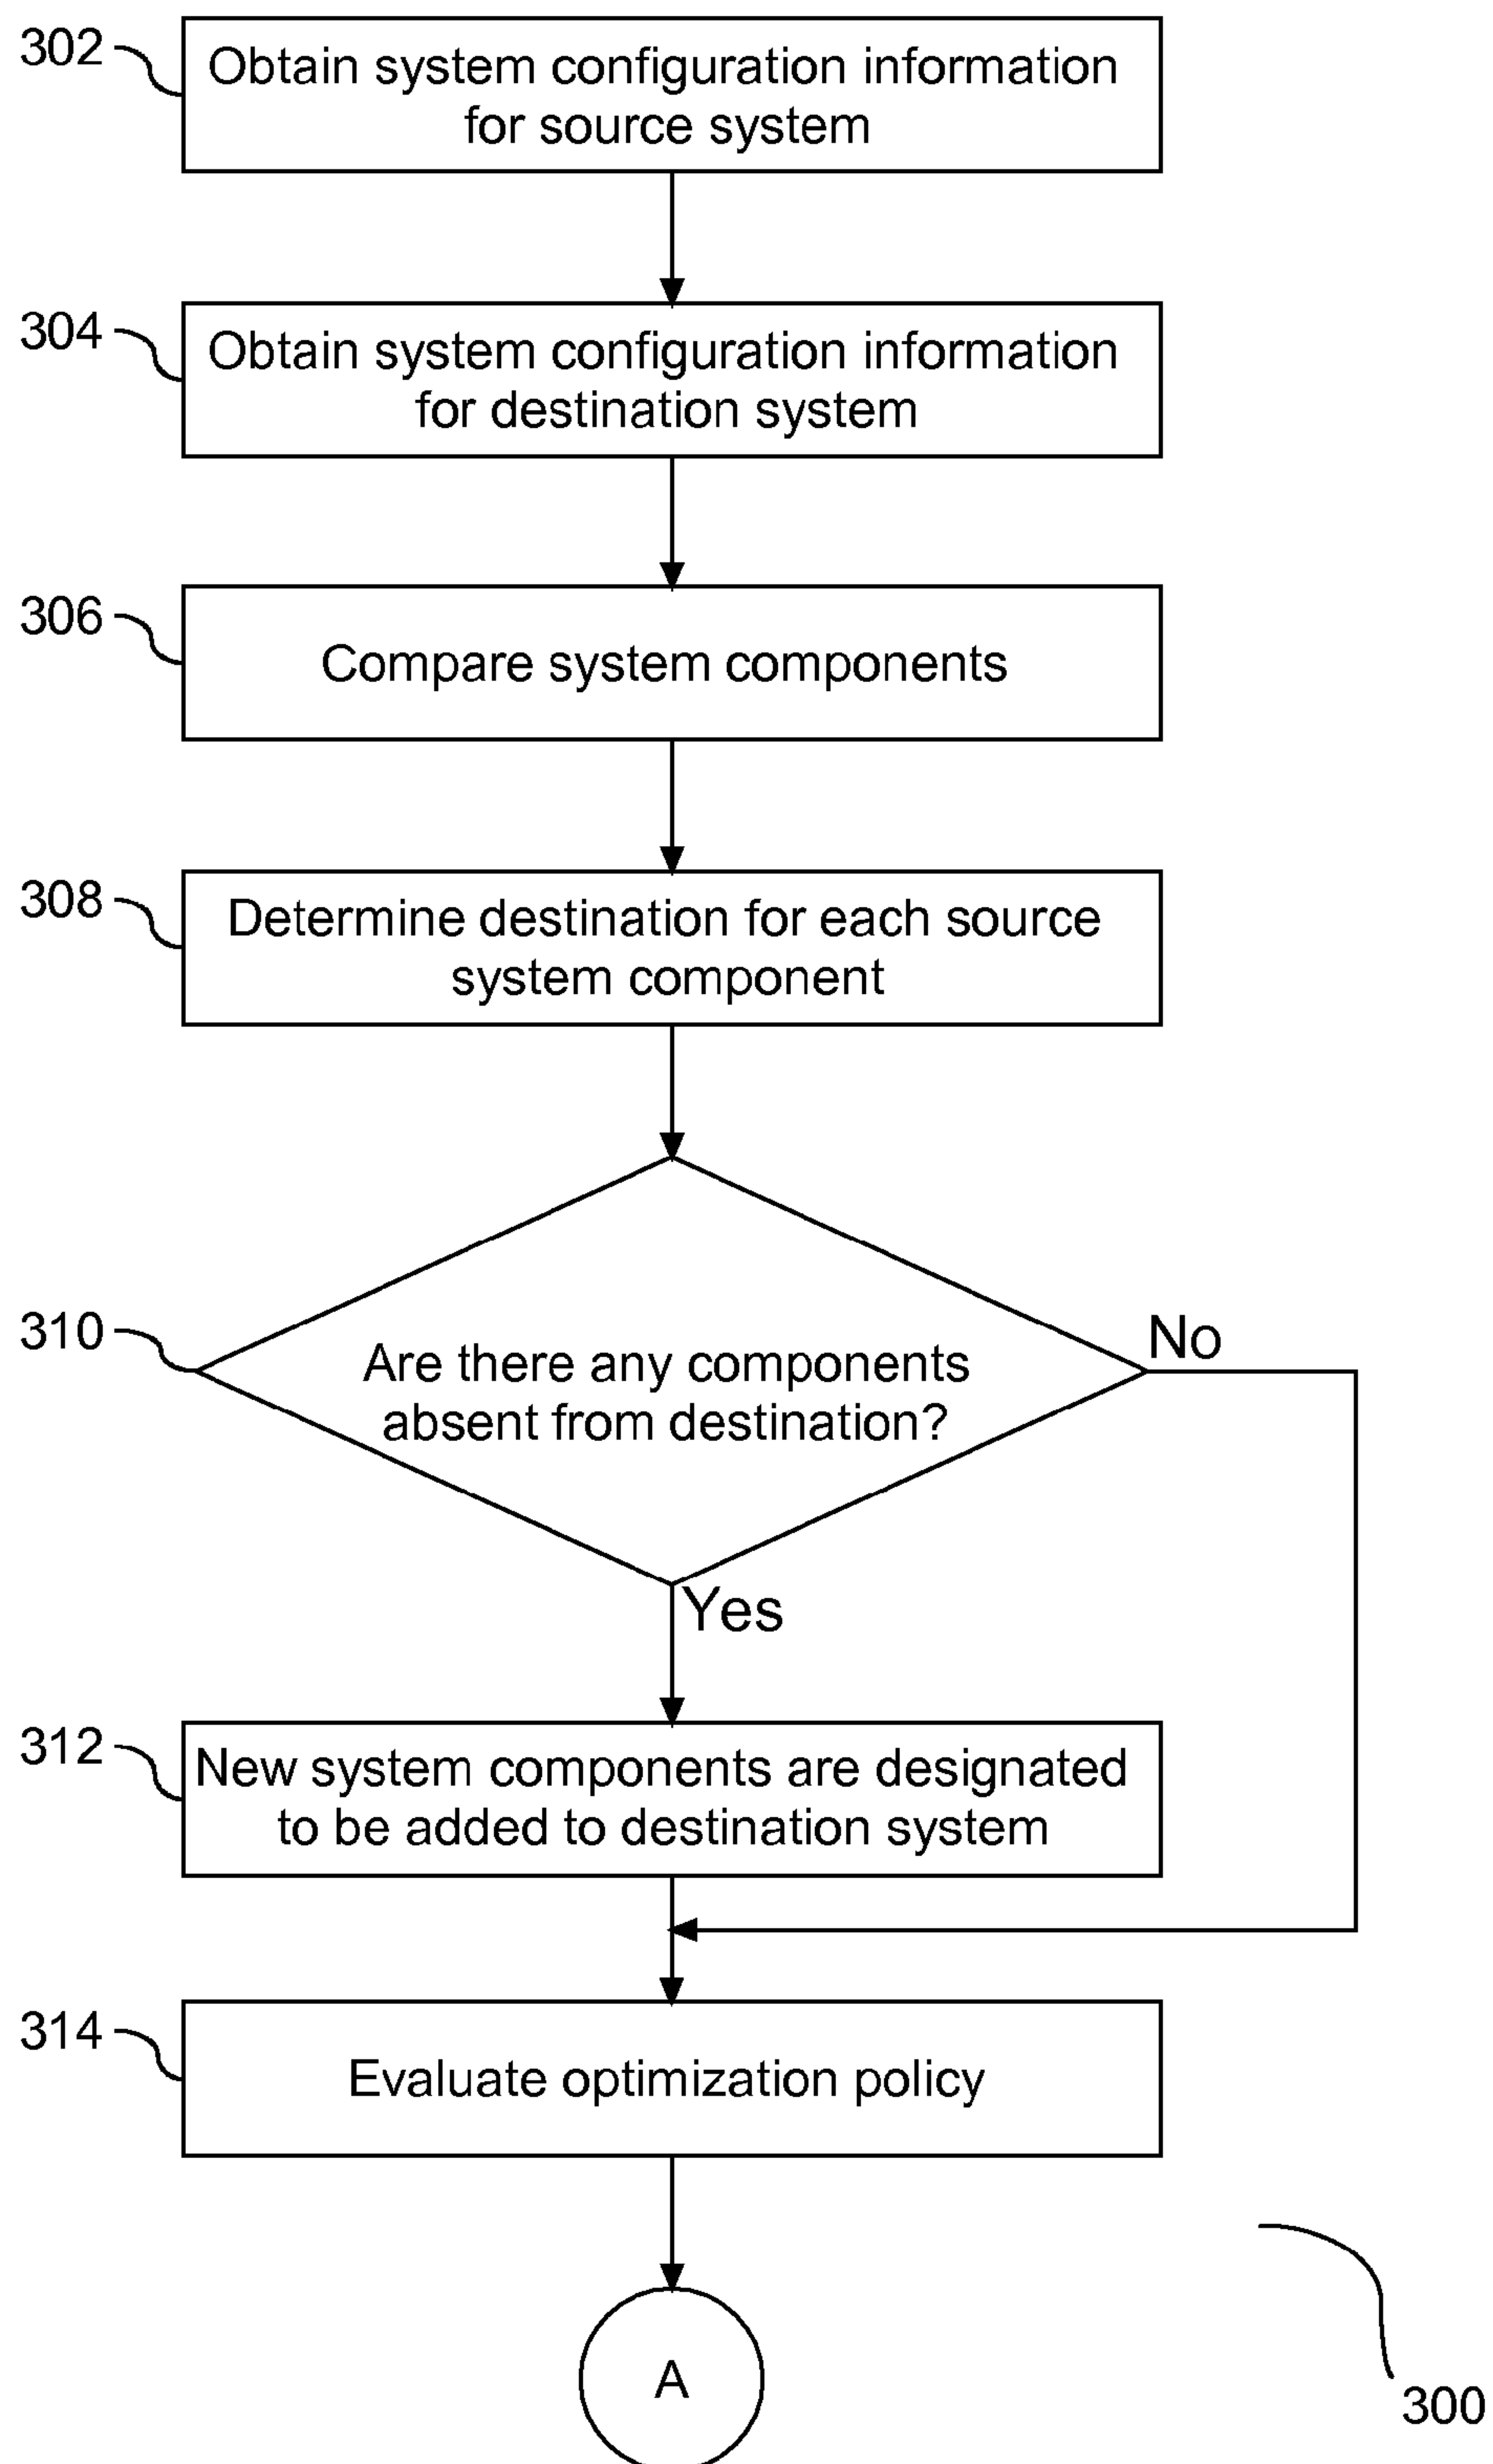 302
Obtain system configuration information
for source system
304
Obtain system configuration information
for destination system
306
Compare system components
308
Determine destination for each source
system component
310
Are there any components
absent from destination?
No
Yes
312
New system components are designated
to be added to destination system
314
Evaluate optimization policy
A
300